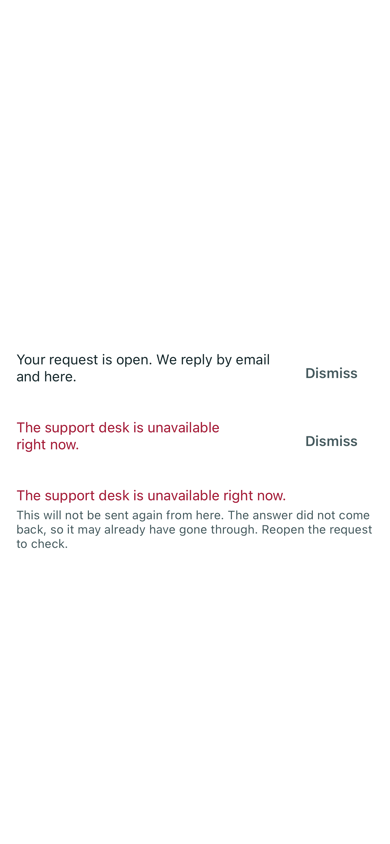 Your request is open. We reply by email
and here.
Dismiss
The support desk is unavailable
right now.
Dismiss
The support desk is unavailable right now.
This will not be sent again from here. The answer did not come
back, so it may already have gone through. Reopen the request
to check.